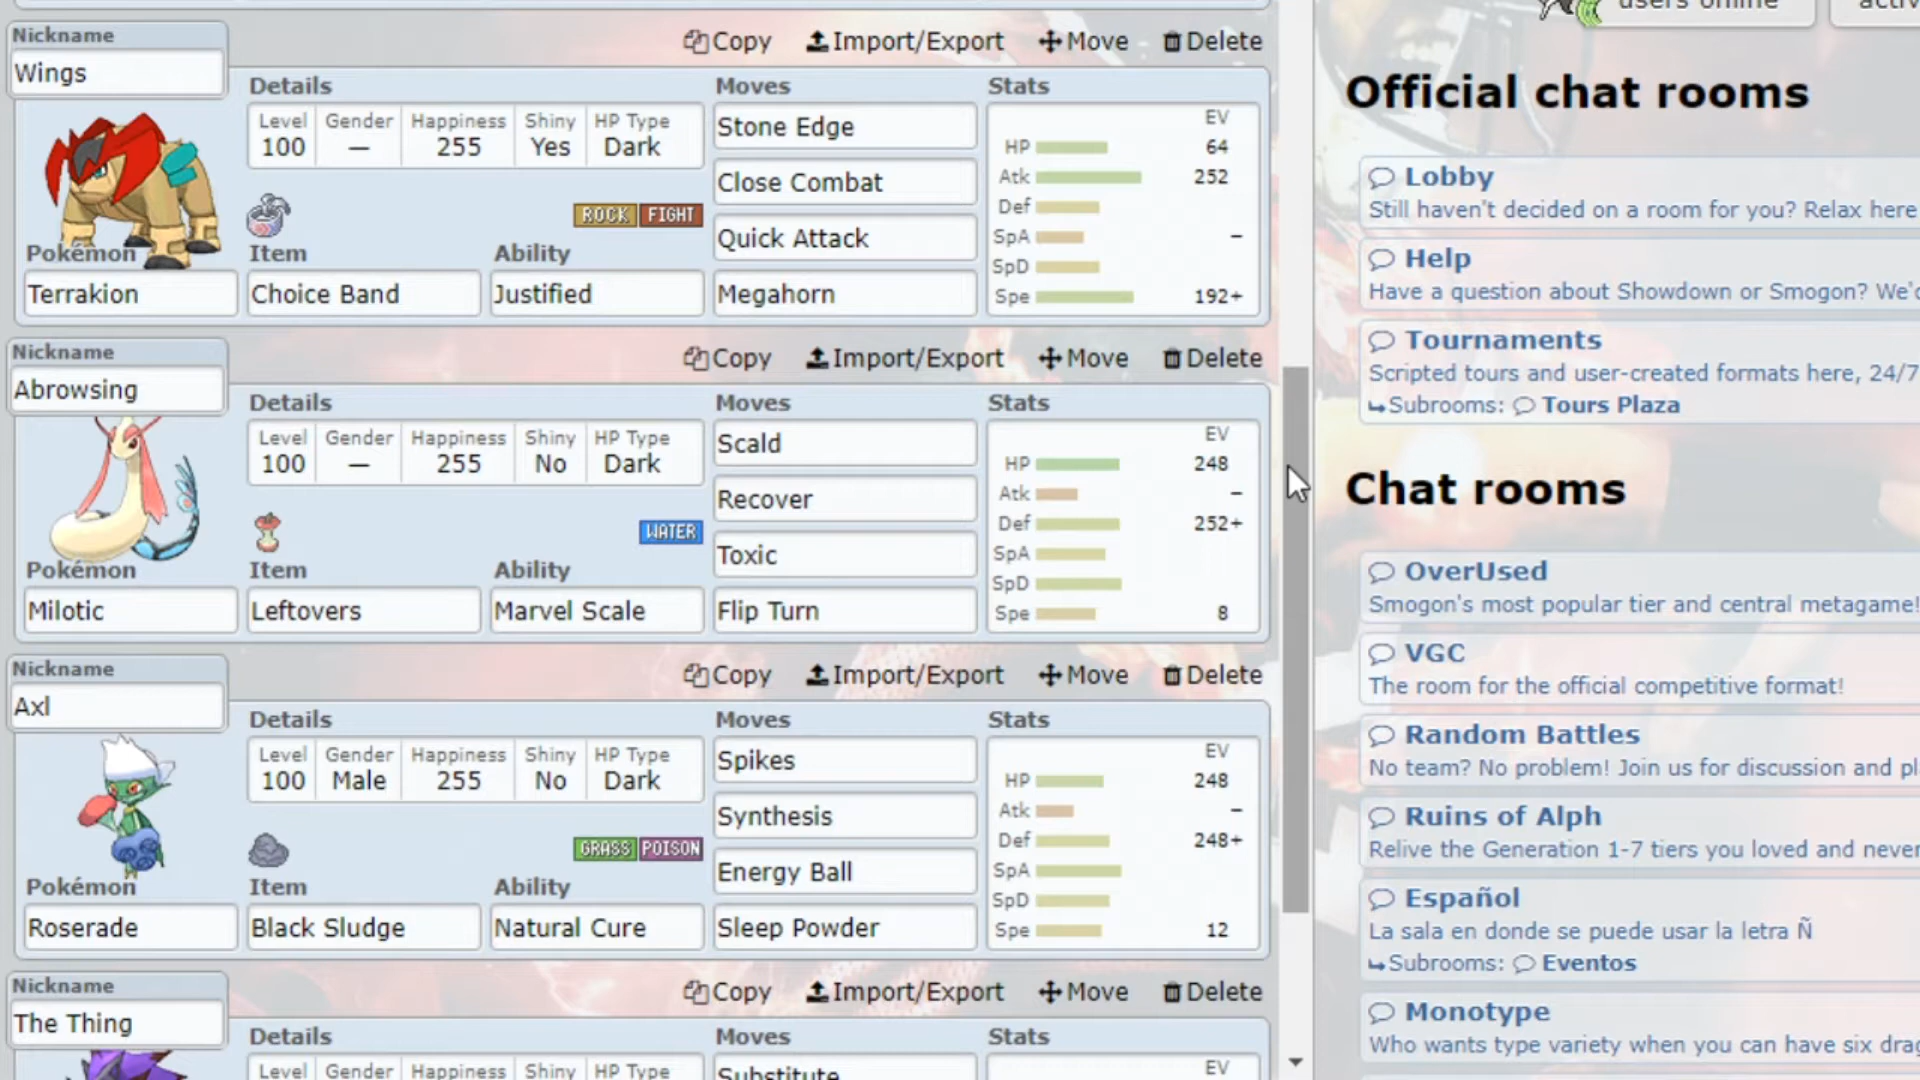 Nickname
Wings
Copy Import/Export Move Delete
Details
Moves
Stats
Level Gender Happiness Shiny HP Type
100 — 255 Yes Dark
ROCK FIGHT
Pokémon Item Ability
Terrakion Choice Band Justified
Stone Edge
Close Combat
Quick Attack
Megahorn
EV
HP 64
Atk 252
Def
SpA –
SpD
Spe 192+
Nickname
Abrowsing
Copy Import/Export Move Delete
Details
Moves
Stats
Level Gender Happiness Shiny HP Type
100 — 255 No Dark
WATER
Pokémon Item Ability
Milotic Leftovers Marvel Scale
Scald
Recover
Toxic
Flip Turn
EV
HP 248
Atk –
Def 252+
SpA
SpD
Spe 8
Nickname
Axl
Copy Import/Export Move Delete
Details
Moves
Stats
Level Gender Happiness Shiny HP Type
100 Male 255 No Dark
GRASS POISON
Pokémon Item Ability
Roserade Black Sludge Natural Cure
Spikes
Synthesis
Energy Ball
Sleep Powder
EV
HP 248
Atk –
Def 248+
SpA
SpD
Spe 12
Nickname
The Thing
Copy Import/Export Move Delete
Details
Moves
Stats
Level Gender Happiness Shiny HP Type
Substitute
EV
users online
Official chat rooms
Lobby
Still haven't decided on a room for you? Relax here
Help
Have a question about Showdown or Smogon? We'
Tournaments
Scripted tours and user-created formats here, 24/7
↳Subrooms: Tours Plaza
Chat rooms
OverUsed
Smogon's most popular tier and central metagame!
VGC
The room for the official competitive format!
Random Battles
No team? No problem! Join us for discussion and pl
Ruins of Alph
Relive the Generation 1-7 tiers you loved and never
Español
La sala en donde se puede usar la letra Ñ
↳Subrooms: Eventos
Monotype
Who wants type variety when you can have six drag